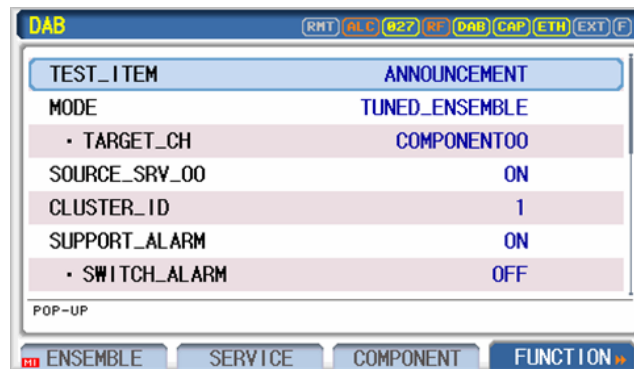 DAB RMT ALC 027 RF DAB CAP ETH EXT F
TEST_ITEM ANNOUNCEMENT
MODE TUNED_ENSEMBLE
· TARGET_CH COMPONENT00
SOURCE_SRV_00 ON
CLUSTER_ID 1
SUPPORT_ALARM ON
· SWITCH_ALARM OFF
POP-UP
MI ENSEMBLE SERVICE COMPONENT FUNCTION »